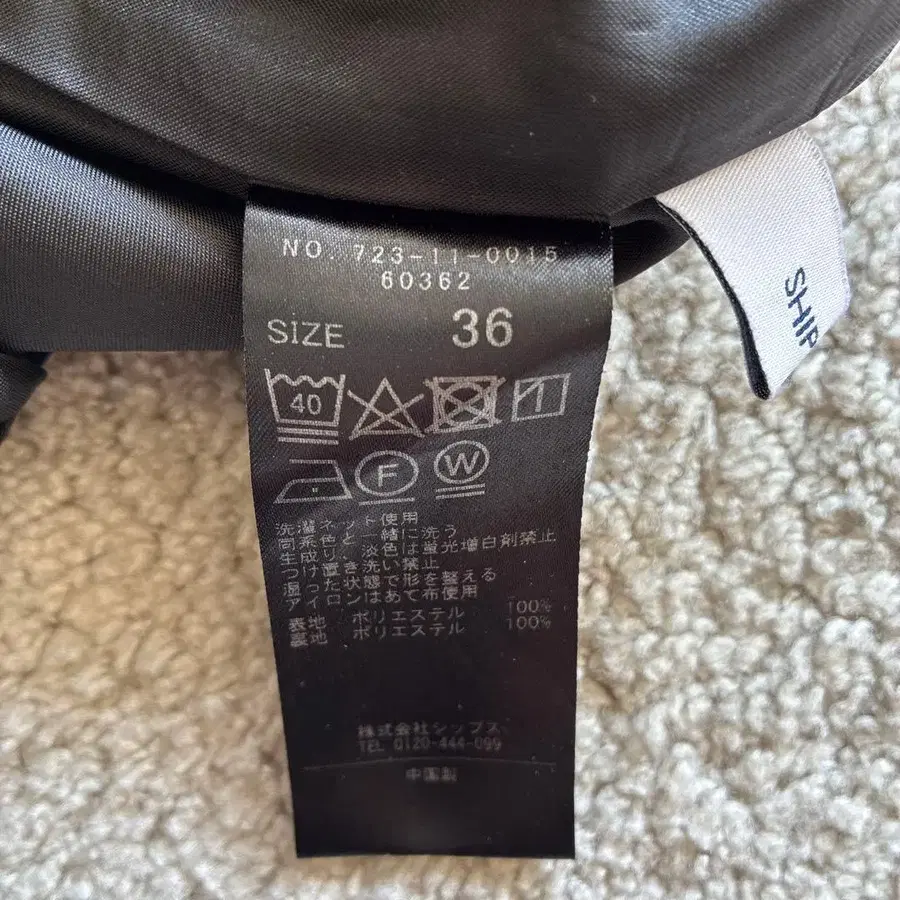 NO. 723-11-0015
60362
SIZE 36
40
F W
洗濯ネット使用
同系色と一緒に洗う
生成り、淡色は蛍光増白剤禁止
つけ置き洗い禁止
湿った状態で形を整える
アイロンはあて布使用
表地 ポリエステル 100%
裏地 ポリエステル 100%
株式会社シップス
TEL 0120-444-099
中国製
SHIP